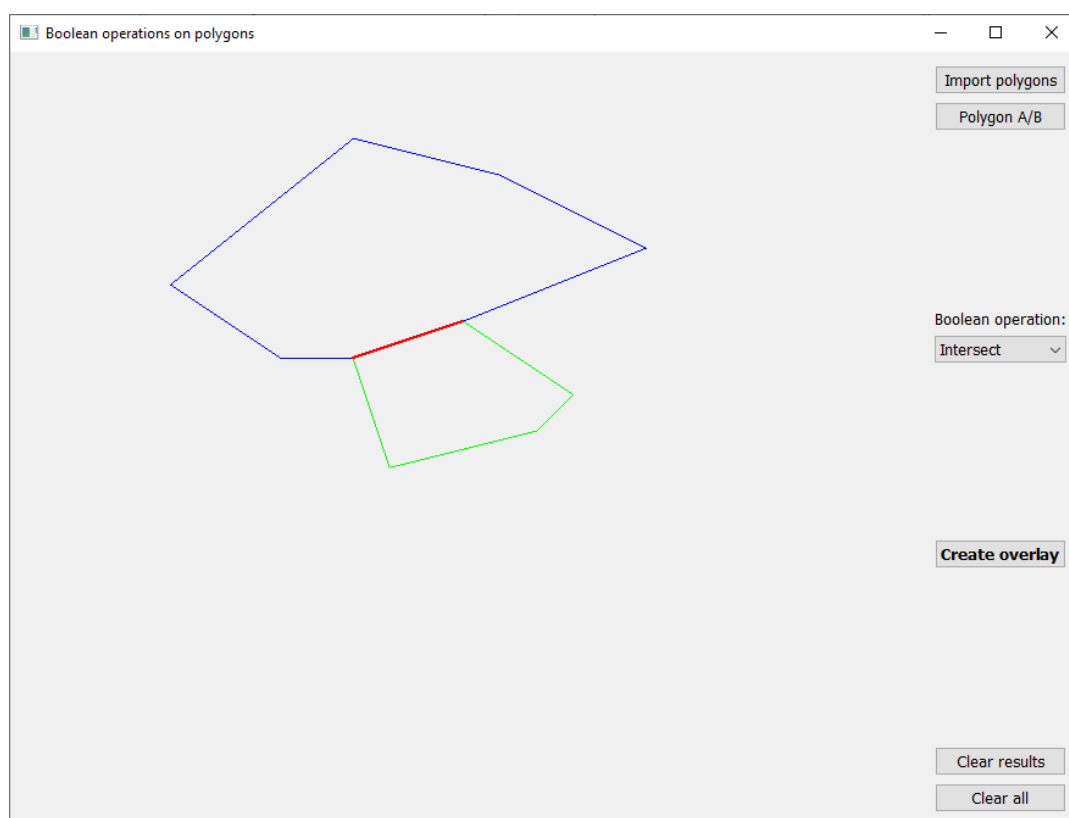 Boolean operations on polygons
Import polygons
Polygon A/B
Boolean operation:
Intersect
Create overlay
Clear results
Clear all